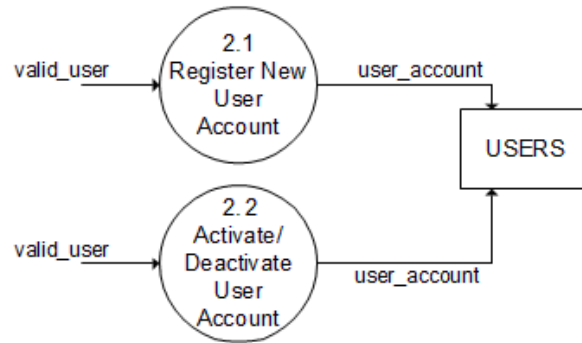 2.1
valid_user
Register New
user_account
User
Account
USERS
2.2
valid_user
Activate/
Deactivate
user_account
User
Account